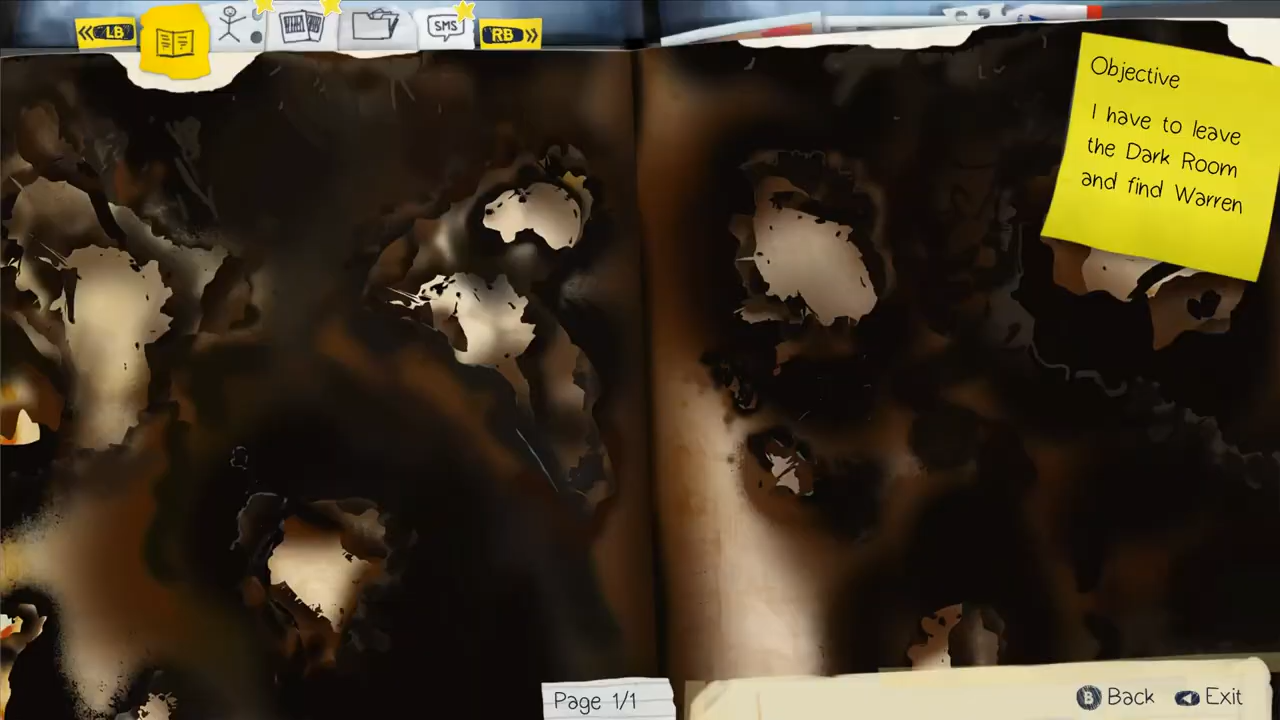 LB
SMS
RB
Objective
I have to leave
the Dark Room
and find Warren
Page 1/1
B Back
Exit